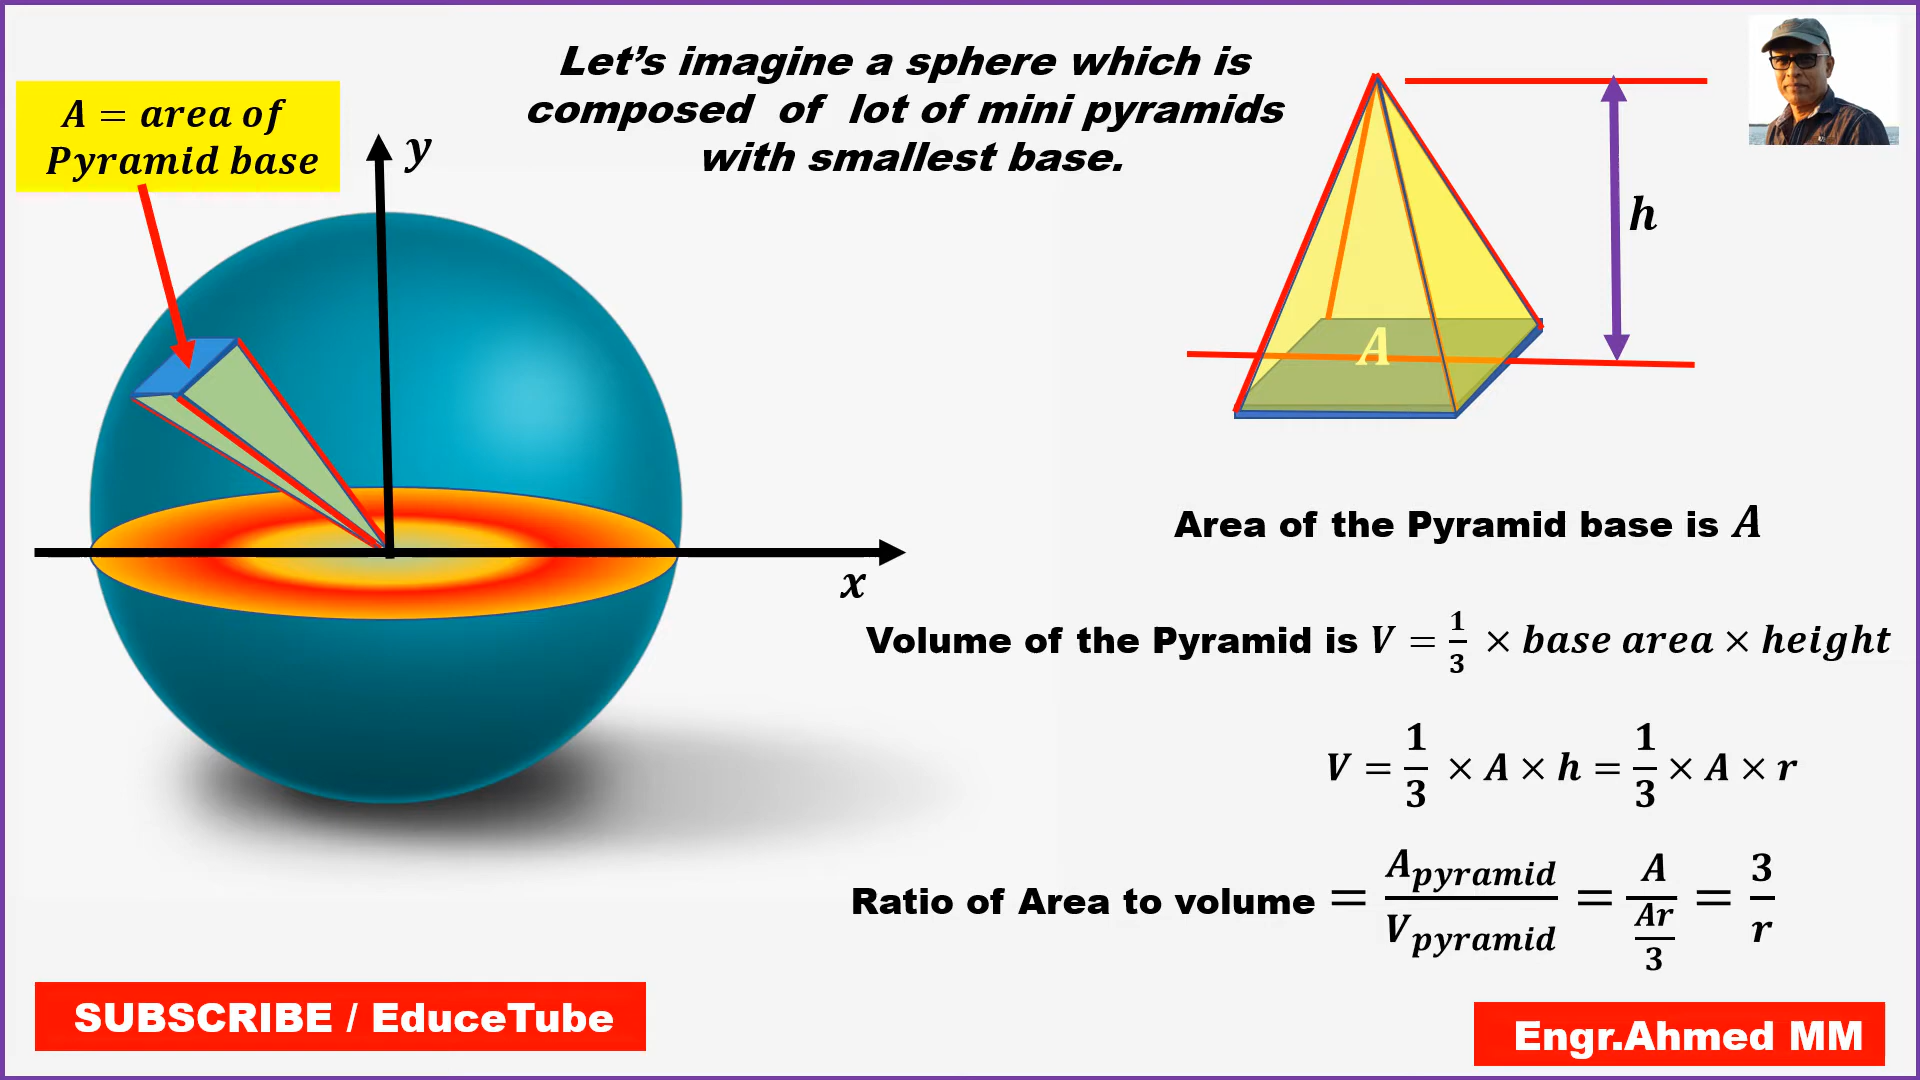 Let's imagine a sphere which is
composed of lot of mini pyramids
with smallest base.
A = area of
Pyramid base
y
x
h
A
Area of the Pyramid base is A
Volume of the Pyramid is V = 1/3 × base area × height
V = 1/3 × A × h = 1/3 × A × r
Ratio of Area to volume = A_pyramid / V_pyramid = A / (Ar/3) = 3/r
SUBSCRIBE / EduceTube
Engr.Ahmed MM